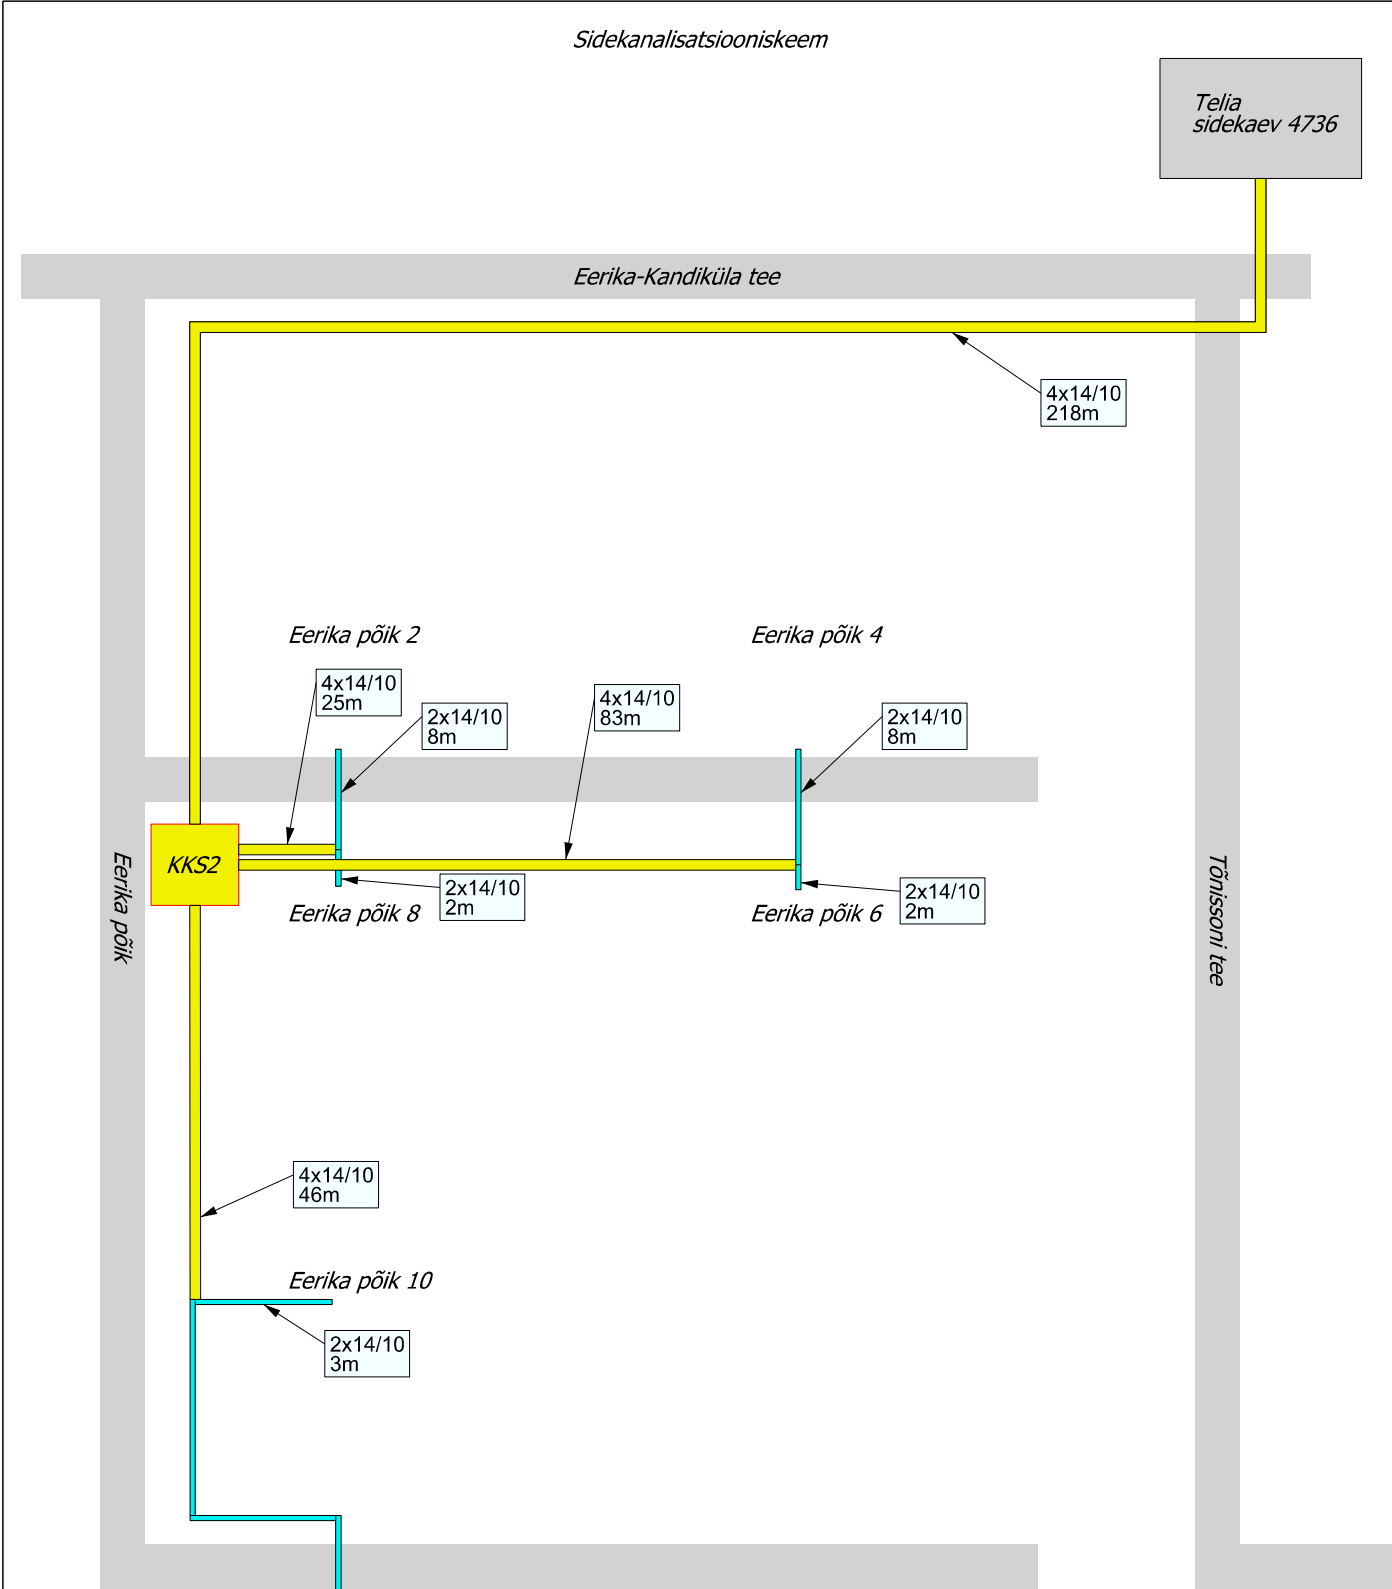 Sidekanalisatsiooniskeem
Telia
sidekaev 4736
Eerika-Kandiküla tee
4x14/10
218m
Eerika põik 2
Eerika põik 4
4x14/10
25m
4x14/10
83m
2x14/10
8m
2x14/10
8m
KKS2
Eerika põik
Tõnissoni tee
2x14/10
2m
2x14/10
2m
Eerika põik 8
Eerika põik 6
4x14/10
46m
Eerika põik 10
2x14/10
3m